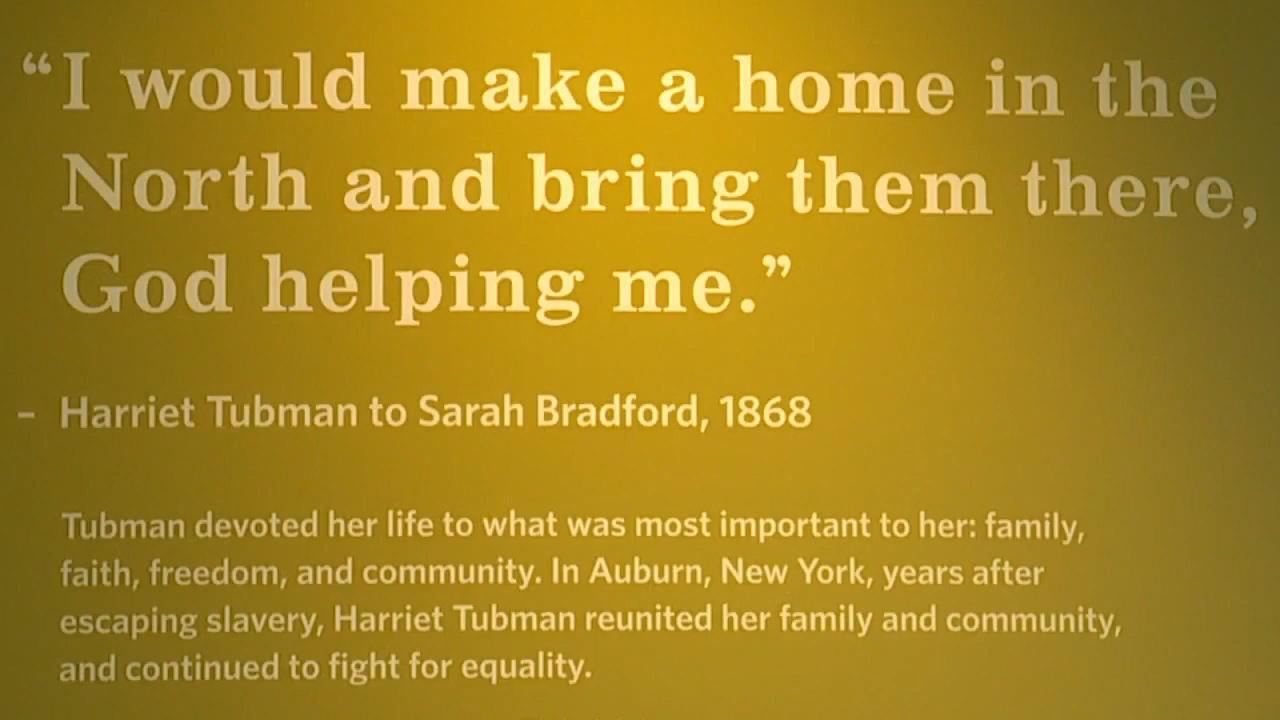 “I would make a home in the
North and bring them there,
God helping me.”
– Harriet Tubman to Sarah Bradford, 1868
Tubman devoted her life to what was most important to her: family,
faith, freedom, and community. In Auburn, New York, years after
escaping slavery, Harriet Tubman reunited her family and community,
and continued to fight for equality.